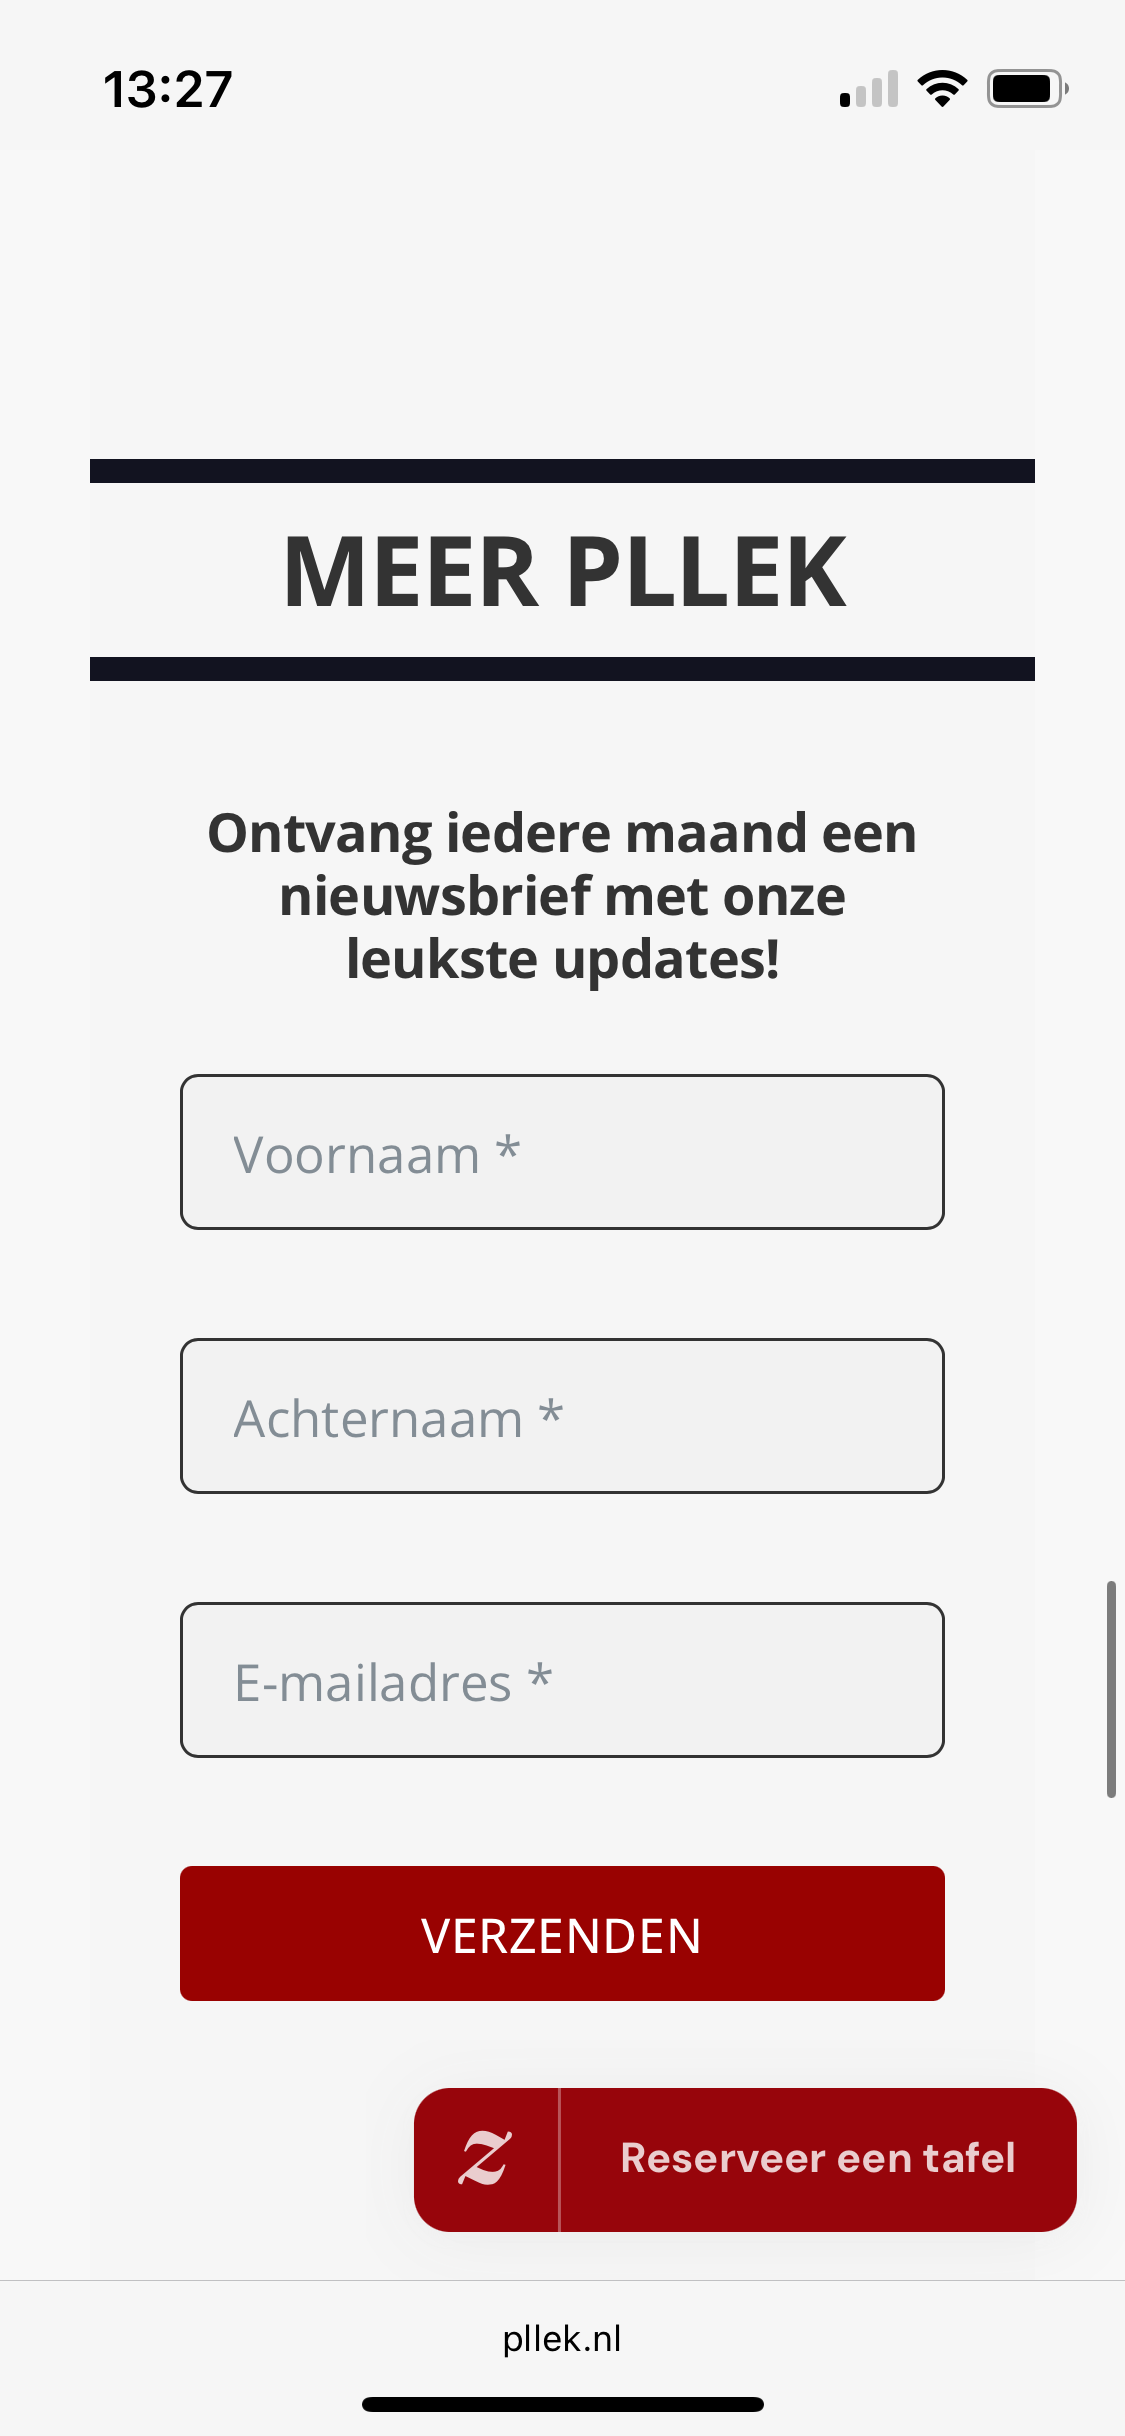 13:27
MEER PLLEK
Ontvang iedere maand een
nieuwsbrief met onze
leukste updates!
Voornaam *
Achternaam *
E-mailadres *
VERZENDEN
Z Reserveer een tafel
pllek.nl